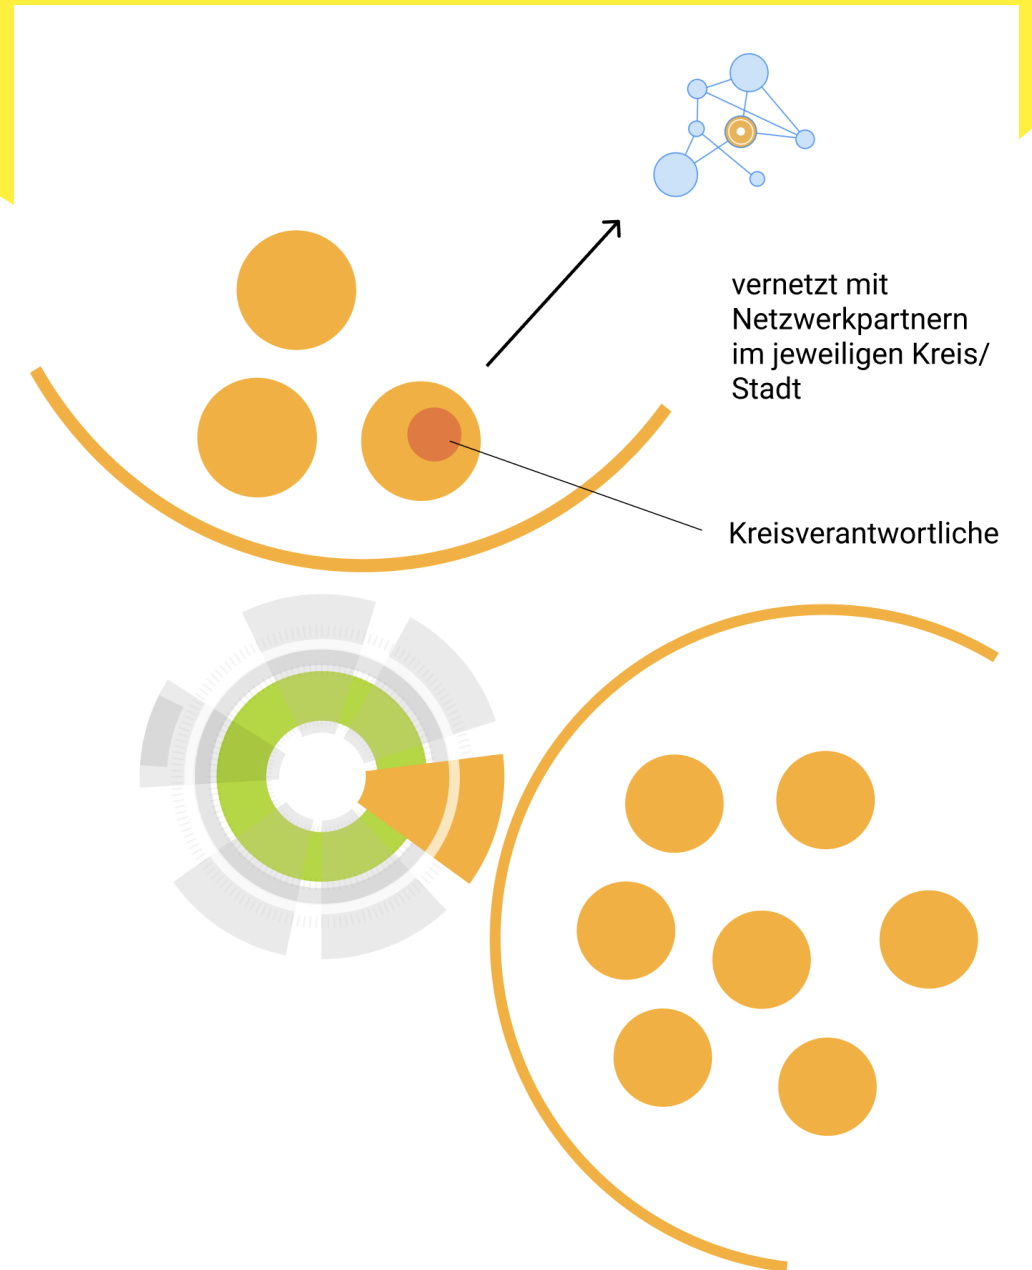 vernetzt mit
Netzwerkpartnern
im jeweiligen Kreis/
Stadt
Kreisverantwortliche